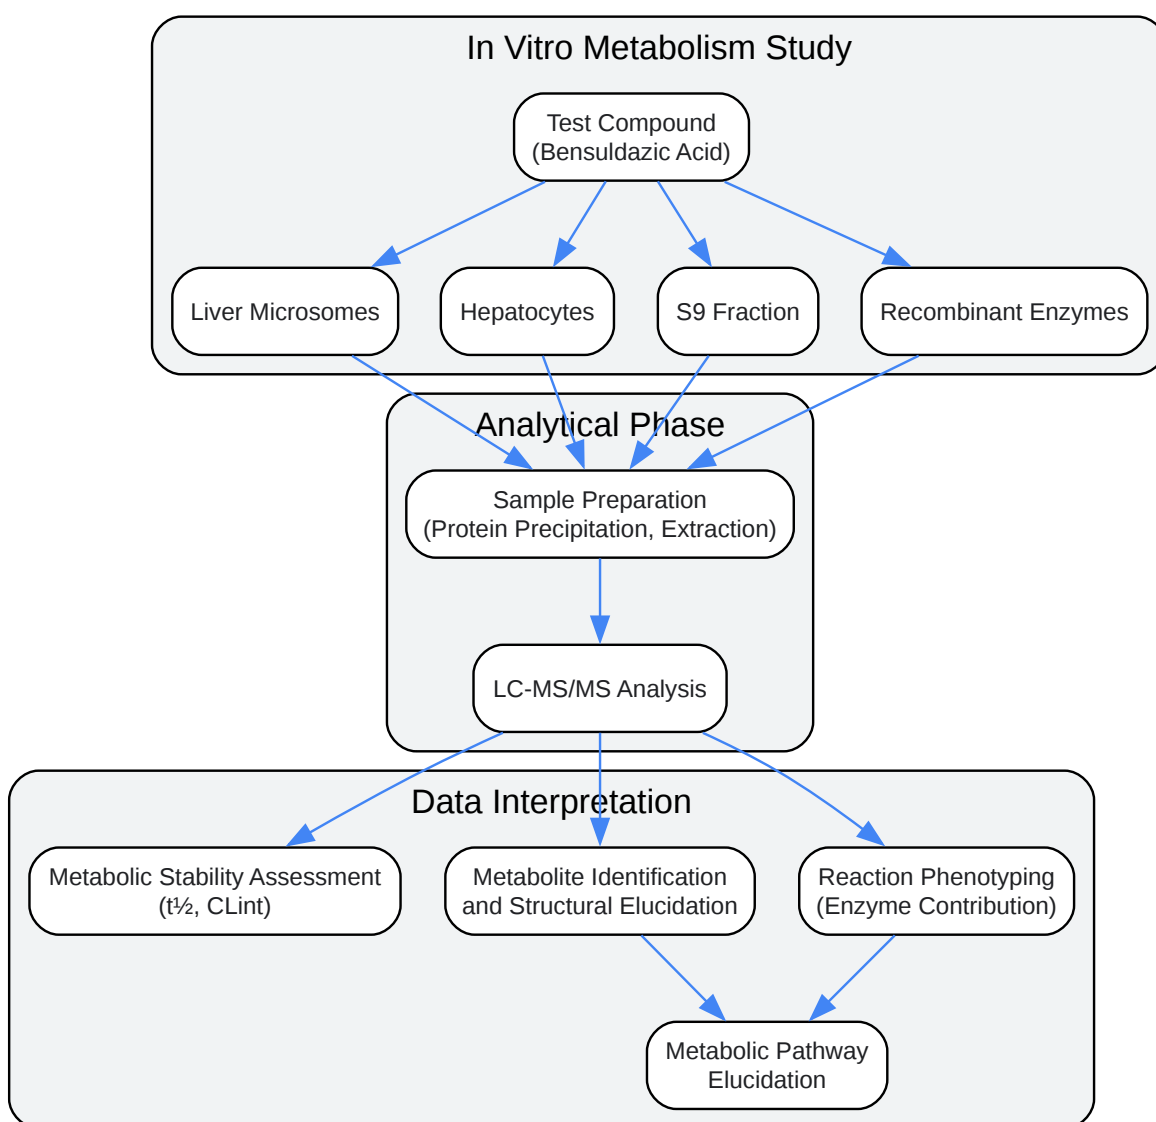 In Vitro Metabolism Study
Test Compound
(Bensuldazic Acid)
Liver Microsomes
Hepatocytes
S9 Fraction
Recombinant Enzymes
Analytical Phase
Sample Preparation
(Protein Precipitation, Extraction)
LC-MS/MS Analysis
Data Interpretation
Metabolic Stability Assessment
(t½, CLint)
Metabolite Identification
and Structural Elucidation
Reaction Phenotyping
(Enzyme Contribution)
Metabolic Pathway
Elucidation